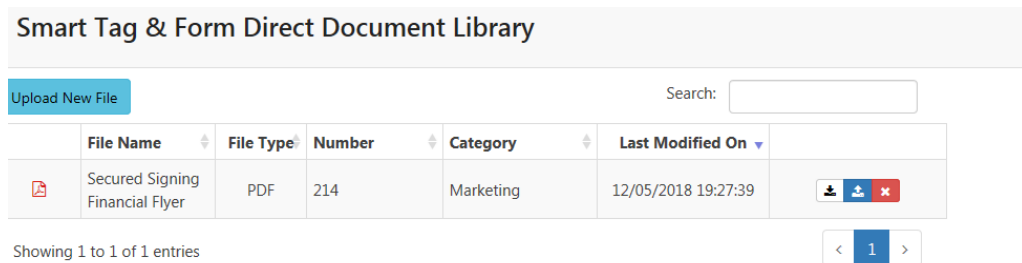 Smart Tag & Form Direct Document Library
Upload New File
Search:
File Name File Type Number Category Last Modified On
Secured Signing
Financial Flyer
PDF 214 Marketing 12/05/2018 19:27:39
Showing 1 to 1 of 1 entries
< 1 >